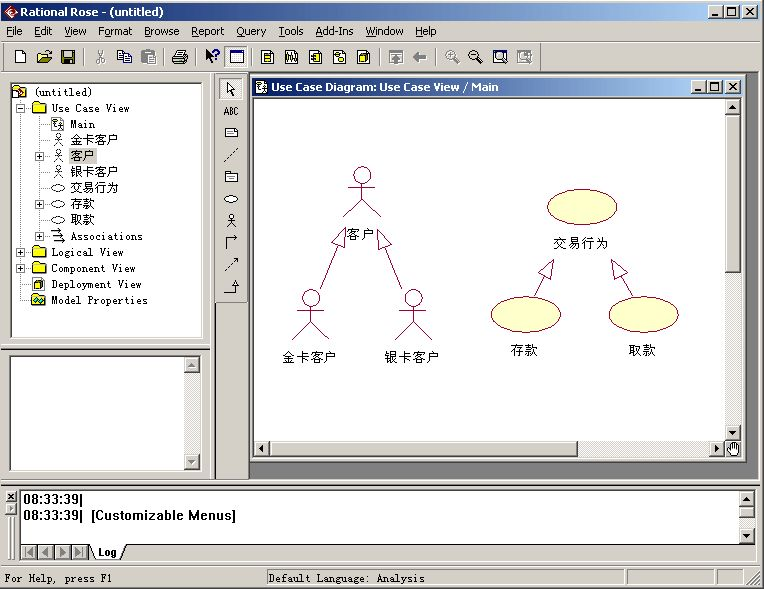 Rational Rose - (untitled)
File Edit View Format Browse Report Query Tools Add-Ins Window Help
(untitled)
Use Case View
Main
金卡客户
客户
银卡客户
交易行为
存款
取款
Associations
Logical View
Component View
Deployment View
Model Properties
ABC
Use Case Diagram: Use Case View / Main
客户
金卡客户
银卡客户
交易行为
存款
取款
08:33:39|
08:33:39| [Customizable Menus]
Log
For Help, press F1
Default Language: Analysis